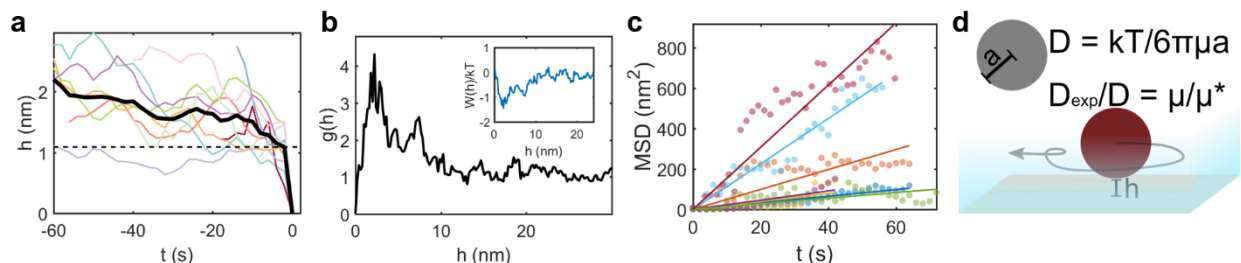 a
h (nm)
2
1
0
-60
-40
-20
0
t (s)
b
g(h)
4
3
2
1
0
0
10
20
h (nm)
W(h)/kT
1
0
-1
-2
0
10
20
h (nm)
c
MSD (nm²)
800
600
400
200
0
0
20
40
60
t (s)
d
a
D = kT/6πμa
Dexp/D = μ/μ*
h